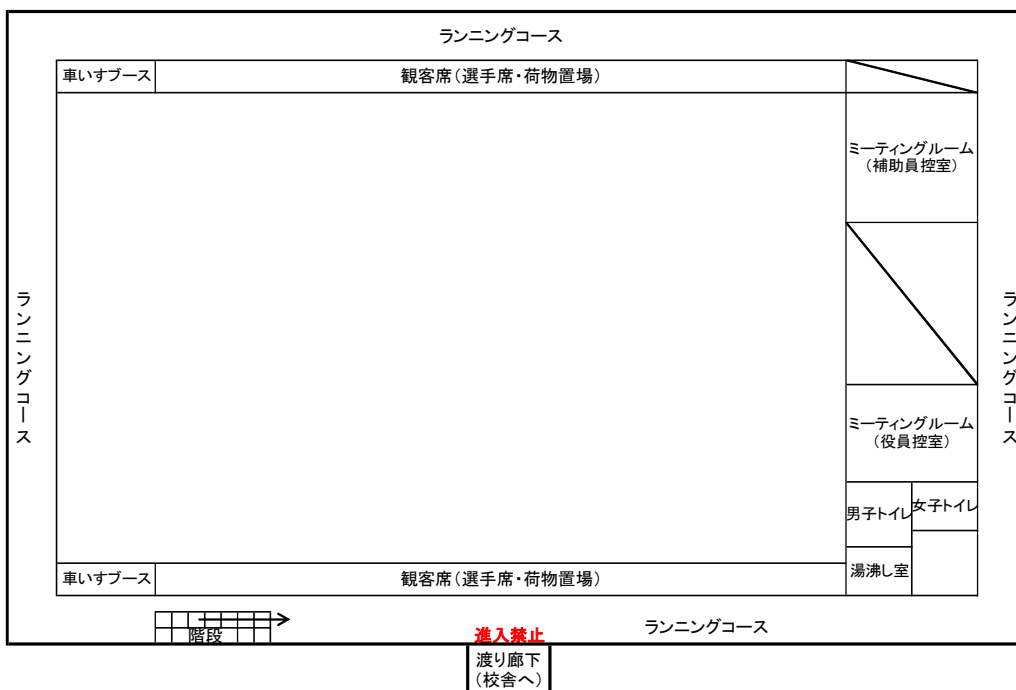 ランニングコース
車いすブース
観客席(選手席・荷物置場)
ミーティングルーム
(補助員控室)
ランニングコース
ランニングコース
ミーティングルーム
(役員控室)
男子トイレ
女子トイレ
湯沸し室
車いすブース
観客席(選手席・荷物置場)
階段
進入禁止
ランニングコース
渡り廊下
(校舎へ)